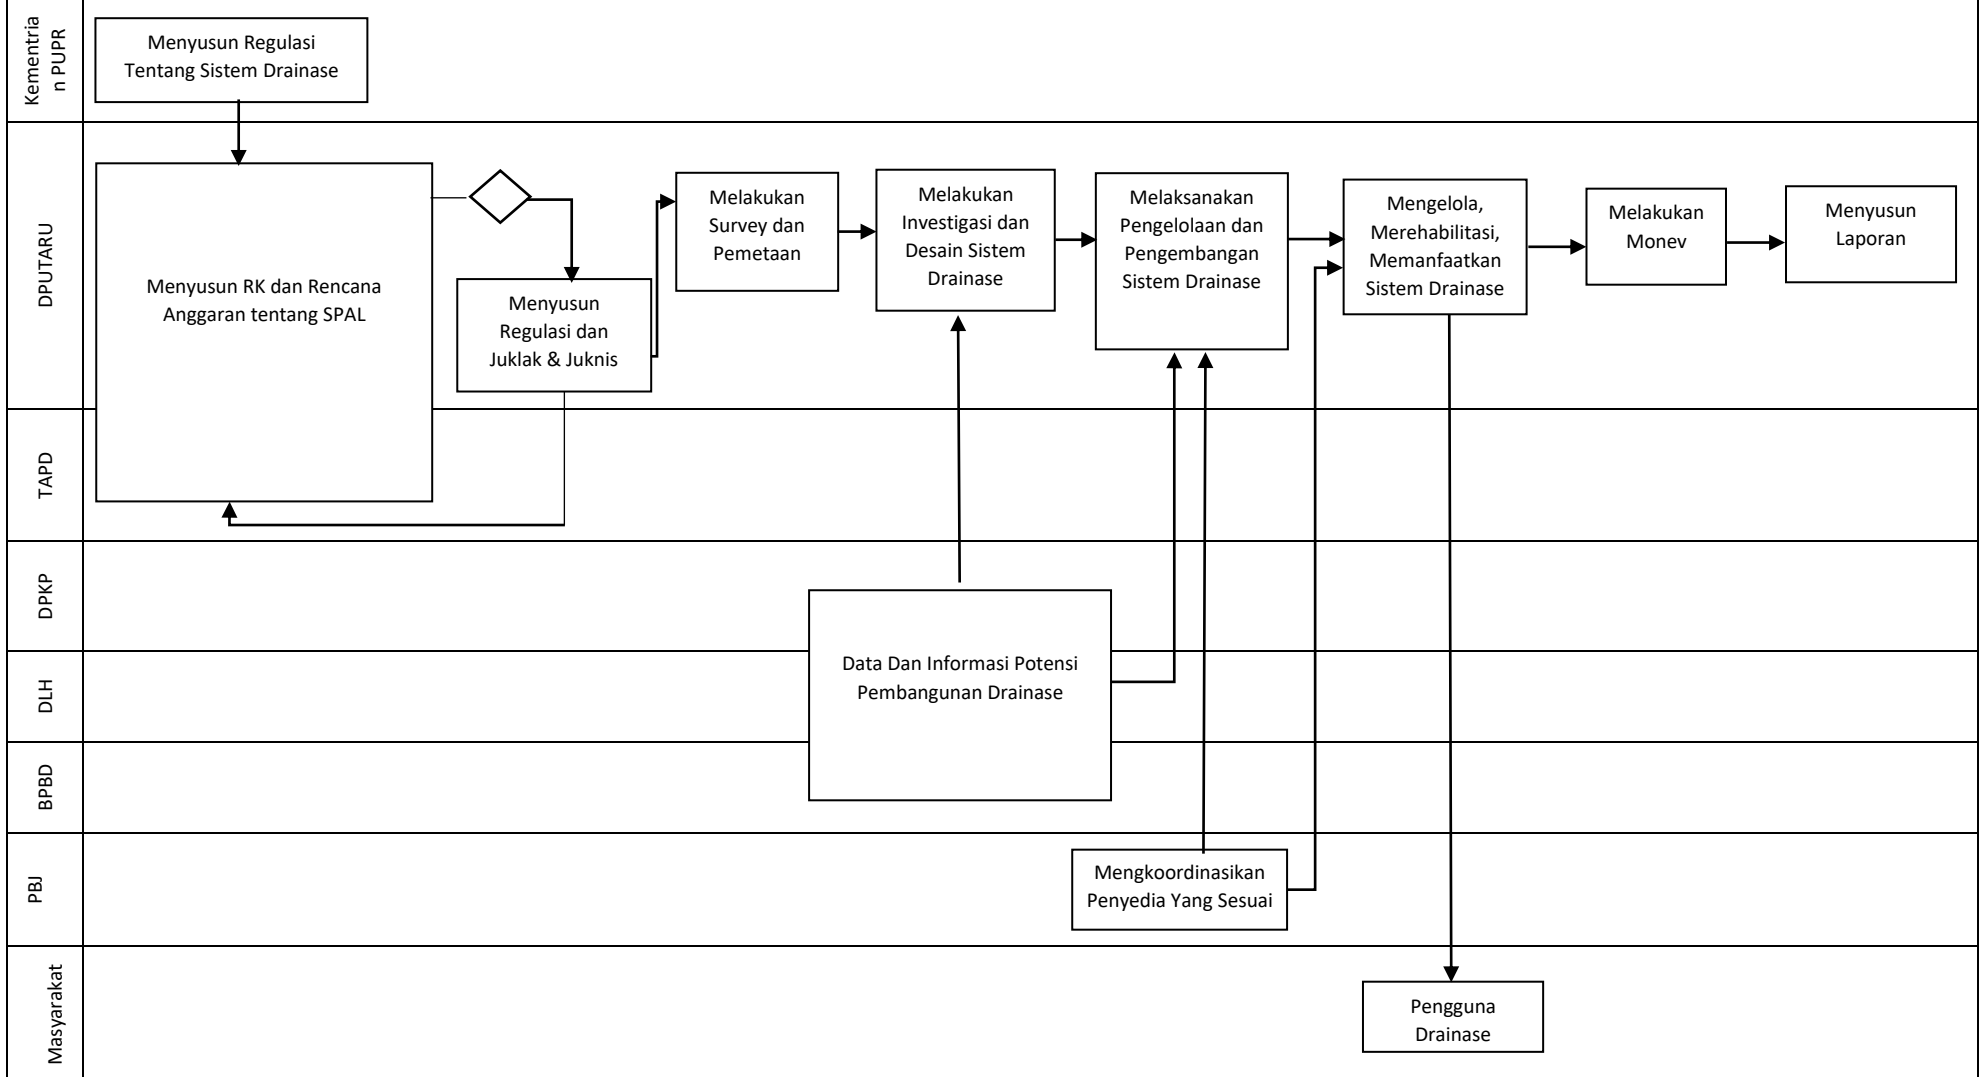 Kementria
n PUPR
Menyusun Regulasi
Tentang Sistem Drainase
DPUTARU
Menyusun RK dan Rencana
Anggaran tentang SPAL
Menyusun
Regulasi dan
Juklak & Juknis
Melakukan
Survey dan
Pemetaan
Melakukan
Investigasi dan
Desain Sistem
Drainase
Melaksanakan
Pengelolaan dan
Pengembangan
Sistem Drainase
Mengelola,
Merehabilitasi,
Memanfaatkan
Sistem Drainase
Melakukan
Monev
Menyusun
Laporan
TAPD
DPKP
DLH
Data Dan Informasi Potensi
Pembangunan Drainase
BPBD
PBJ
Mengkoordinasikan
Penyedia Yang Sesuai
Masyarakat
Pengguna
Drainase